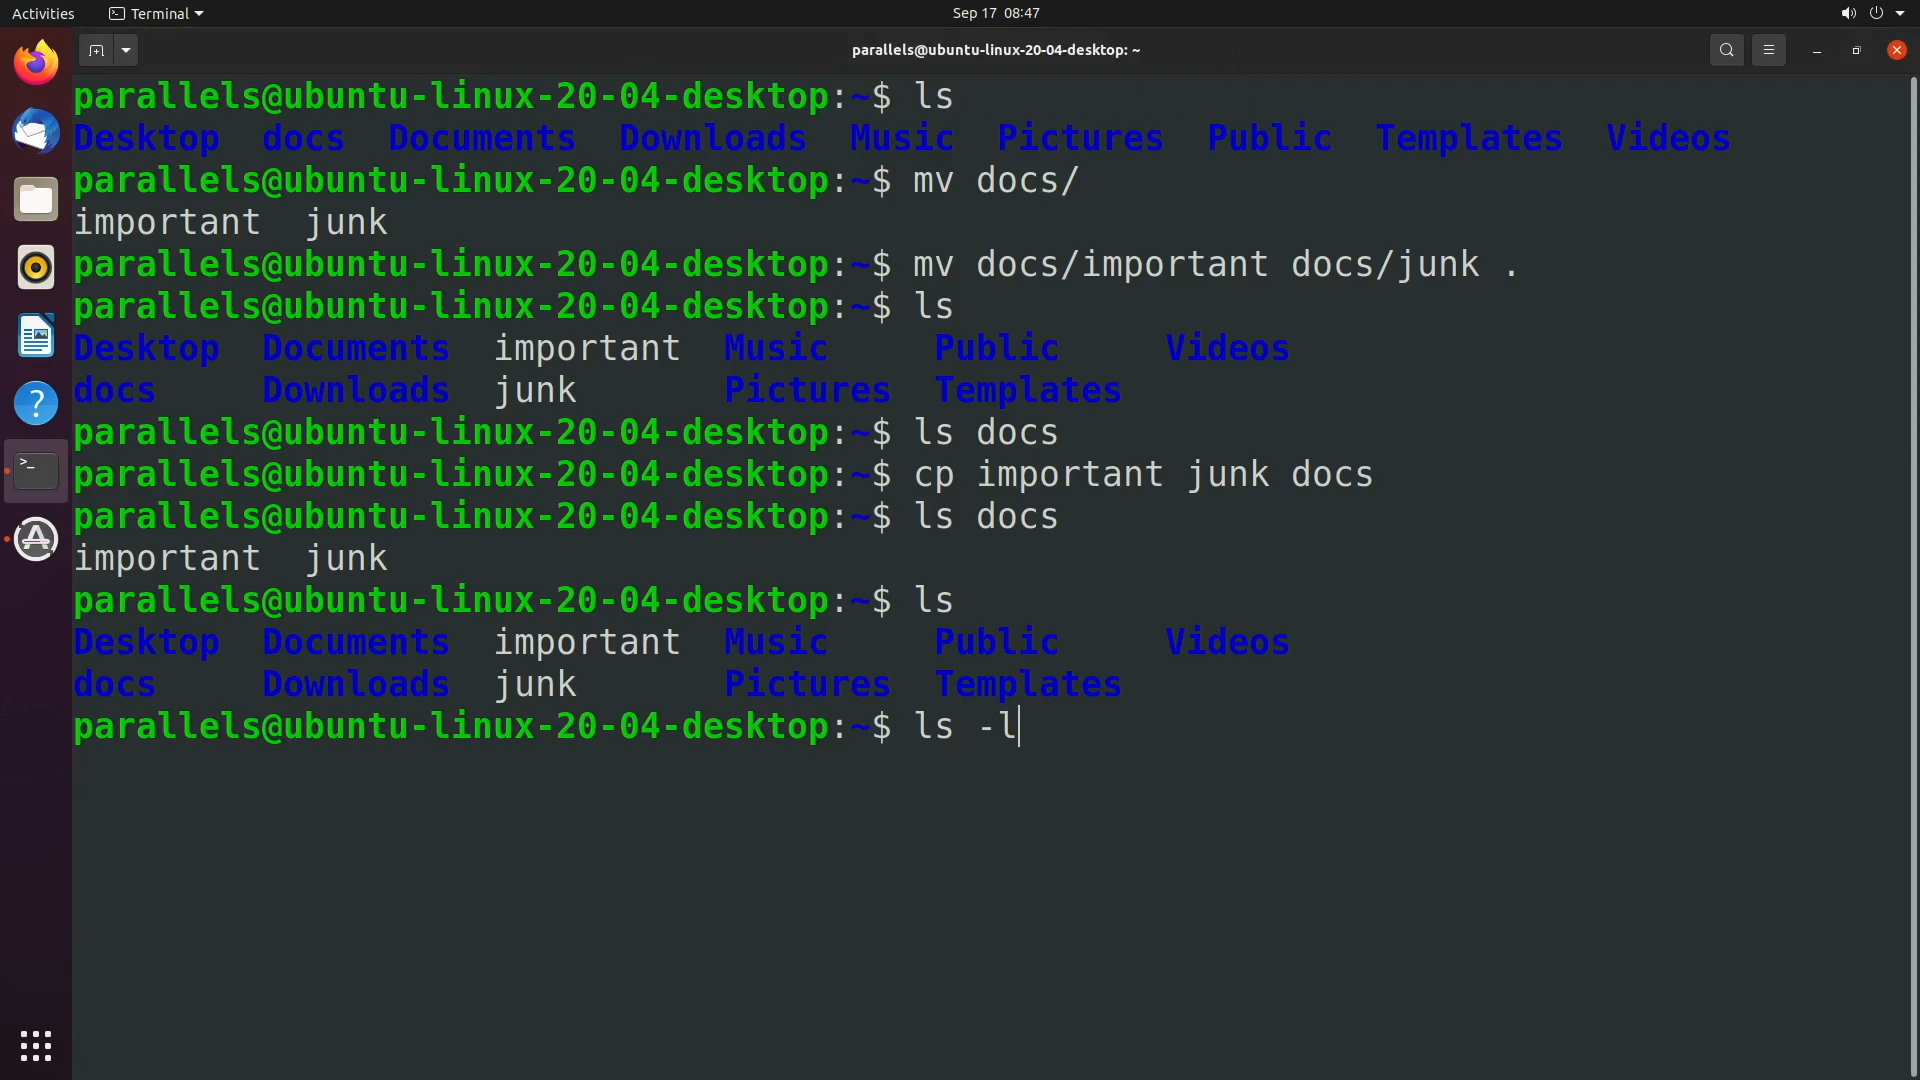 Activities Terminal Sep 17 08:47
parallels@ubuntu-linux-20-04-desktop: ~
parallels@ubuntu-linux-20-04-desktop:~$ ls
Desktop docs Documents Downloads Music Pictures Public Templates Videos
parallels@ubuntu-linux-20-04-desktop:~$ mv docs/
important junk
parallels@ubuntu-linux-20-04-desktop:~$ mv docs/important docs/junk .
parallels@ubuntu-linux-20-04-desktop:~$ ls
Desktop Documents important Music Public Videos
docs Downloads junk Pictures Templates
parallels@ubuntu-linux-20-04-desktop:~$ ls docs
parallels@ubuntu-linux-20-04-desktop:~$ cp important junk docs
parallels@ubuntu-linux-20-04-desktop:~$ ls docs
important junk
parallels@ubuntu-linux-20-04-desktop:~$ ls
Desktop Documents important Music Public Videos
docs Downloads junk Pictures Templates
parallels@ubuntu-linux-20-04-desktop:~$ ls -l